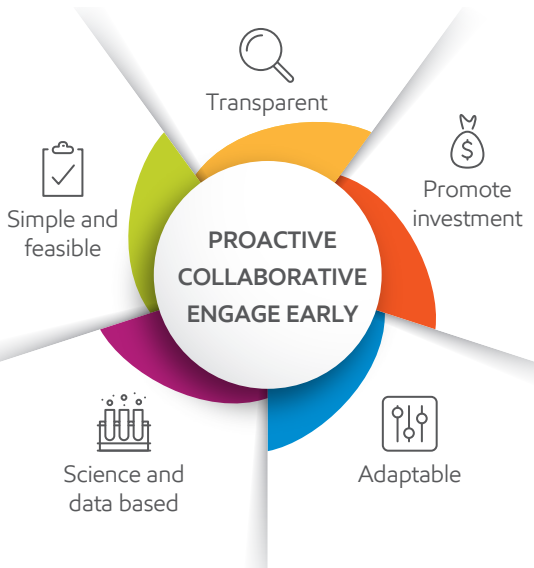 Transparent
Promote
investment
Simple and
feasible
PROACTIVE
COLLABORATIVE
ENGAGE EARLY
Science and
data based
Adaptable